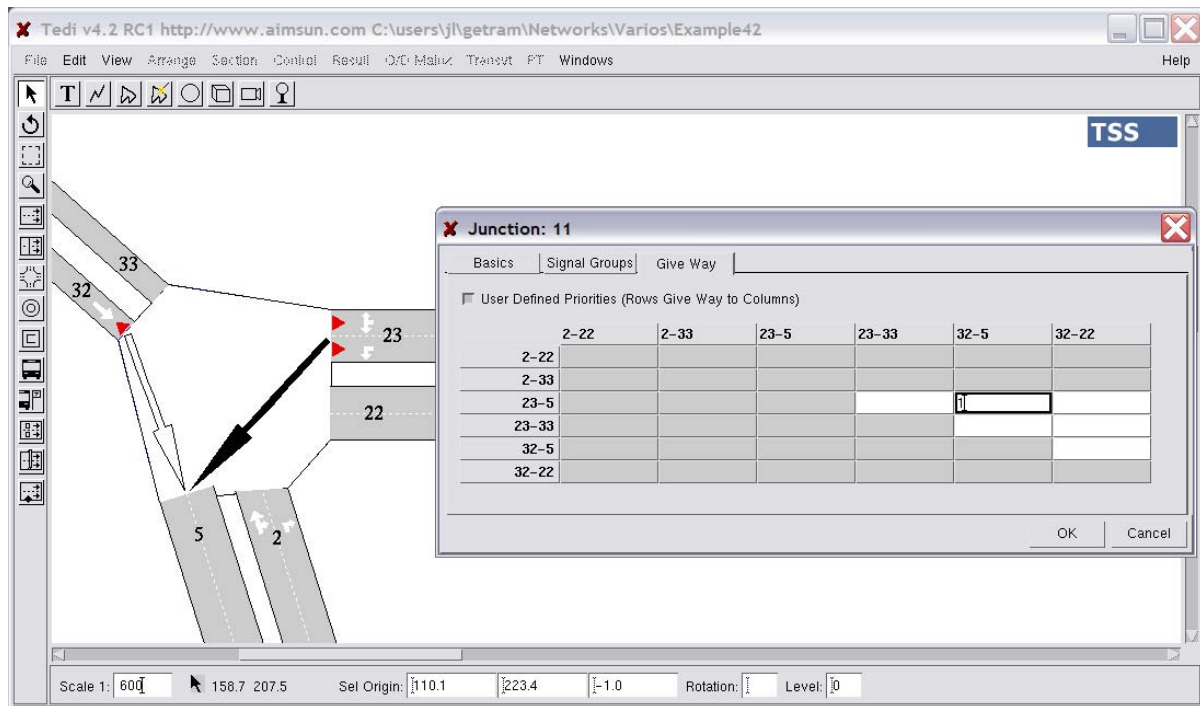 Tedi v4.2 RC1 http://www.aimsun.com C:\users\jl\getram\Networks\Varios\Example42
File Edit View Arrange Section Control Result O/D Matrix Transyt PT Windows Help
T
TSS
33
32
23
22
5
2
Junction: 11
Basics Signal Groups Give Way
User Defined Priorities (Rows Give Way to Columns)
2-22 2-33 23-5 23-33 32-5 32-22
2-22
2-33
23-5 1
23-33
32-5
32-22
OK Cancel
Scale 1: 600 158.7 207.5 Sel Origin: 110.1 223.4 -1.0 Rotation: Level: 0